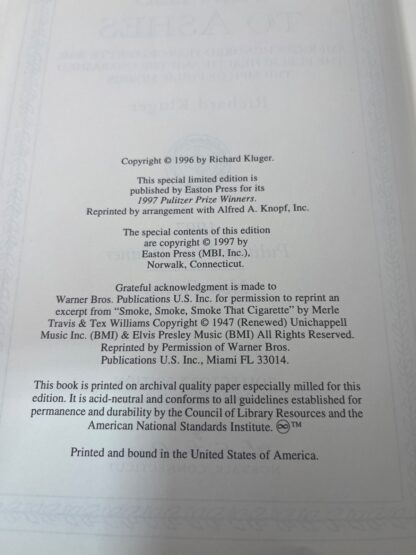 TO ASHES
Richard Kluger
Copyright © 1996 by Richard Kluger.
This special limited edition is
published by Easton Press for its
1997 Pulitzer Prize Winners.
Reprinted by arrangement with Alfred A. Knopf, Inc.
The special contents of this edition
are copyright © 1997 by
Easton Press (MBI, Inc.),
Norwalk, Connecticut.
Grateful acknowledgment is made to
Warner Bros. Publications U.S. Inc. for permission to reprint an
excerpt from “Smoke, Smoke, Smoke That Cigarette” by Merle
Travis & Tex Williams Copyright © 1947 (Renewed) Unichappell
Music Inc. (BMI) & Elvis Presley Music (BMI) All Rights Reserved.
Reprinted by Permission of Warner Bros.
Publications U.S., Inc., Miami FL 33014.
This book is printed on archival quality paper especially milled for this
edition. It is acid-neutral and conforms to all guidelines established for
permanence and durability by the Council of Library Resources and the
American National Standards Institute. ♾™
Printed and bound in the United States of America.